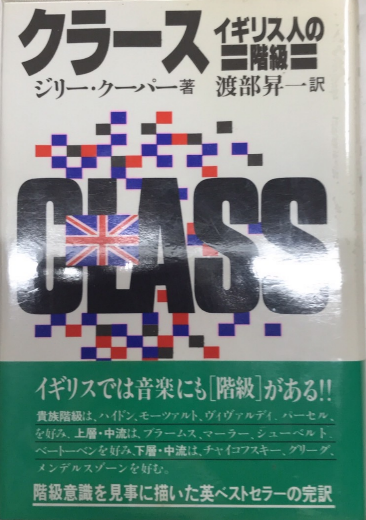 クラース
イギリス人の
=階級=
ジリー・クーパー著 渡部昇一訳
CLASS
イギリスでは音楽にも[階級]がある!!
貴族階級は、ハイドン、モーツァルト、ヴィヴァルディ、パーセル、
を好み、上層・中流は、ブラームス、マーラー、シューベルト、
ベートーベンを好み、下層・中流は、チャイコフスキー、グリーグ、
メンデルスゾーンを好む。
階級意識を見事に描いた英ベストセラーの完訳